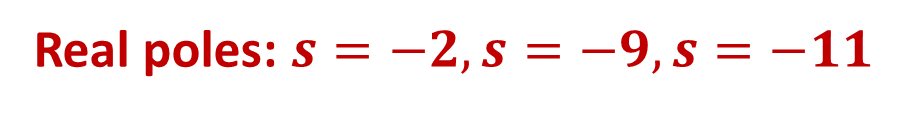 Real poles: s = −2, s = −9, s = −11